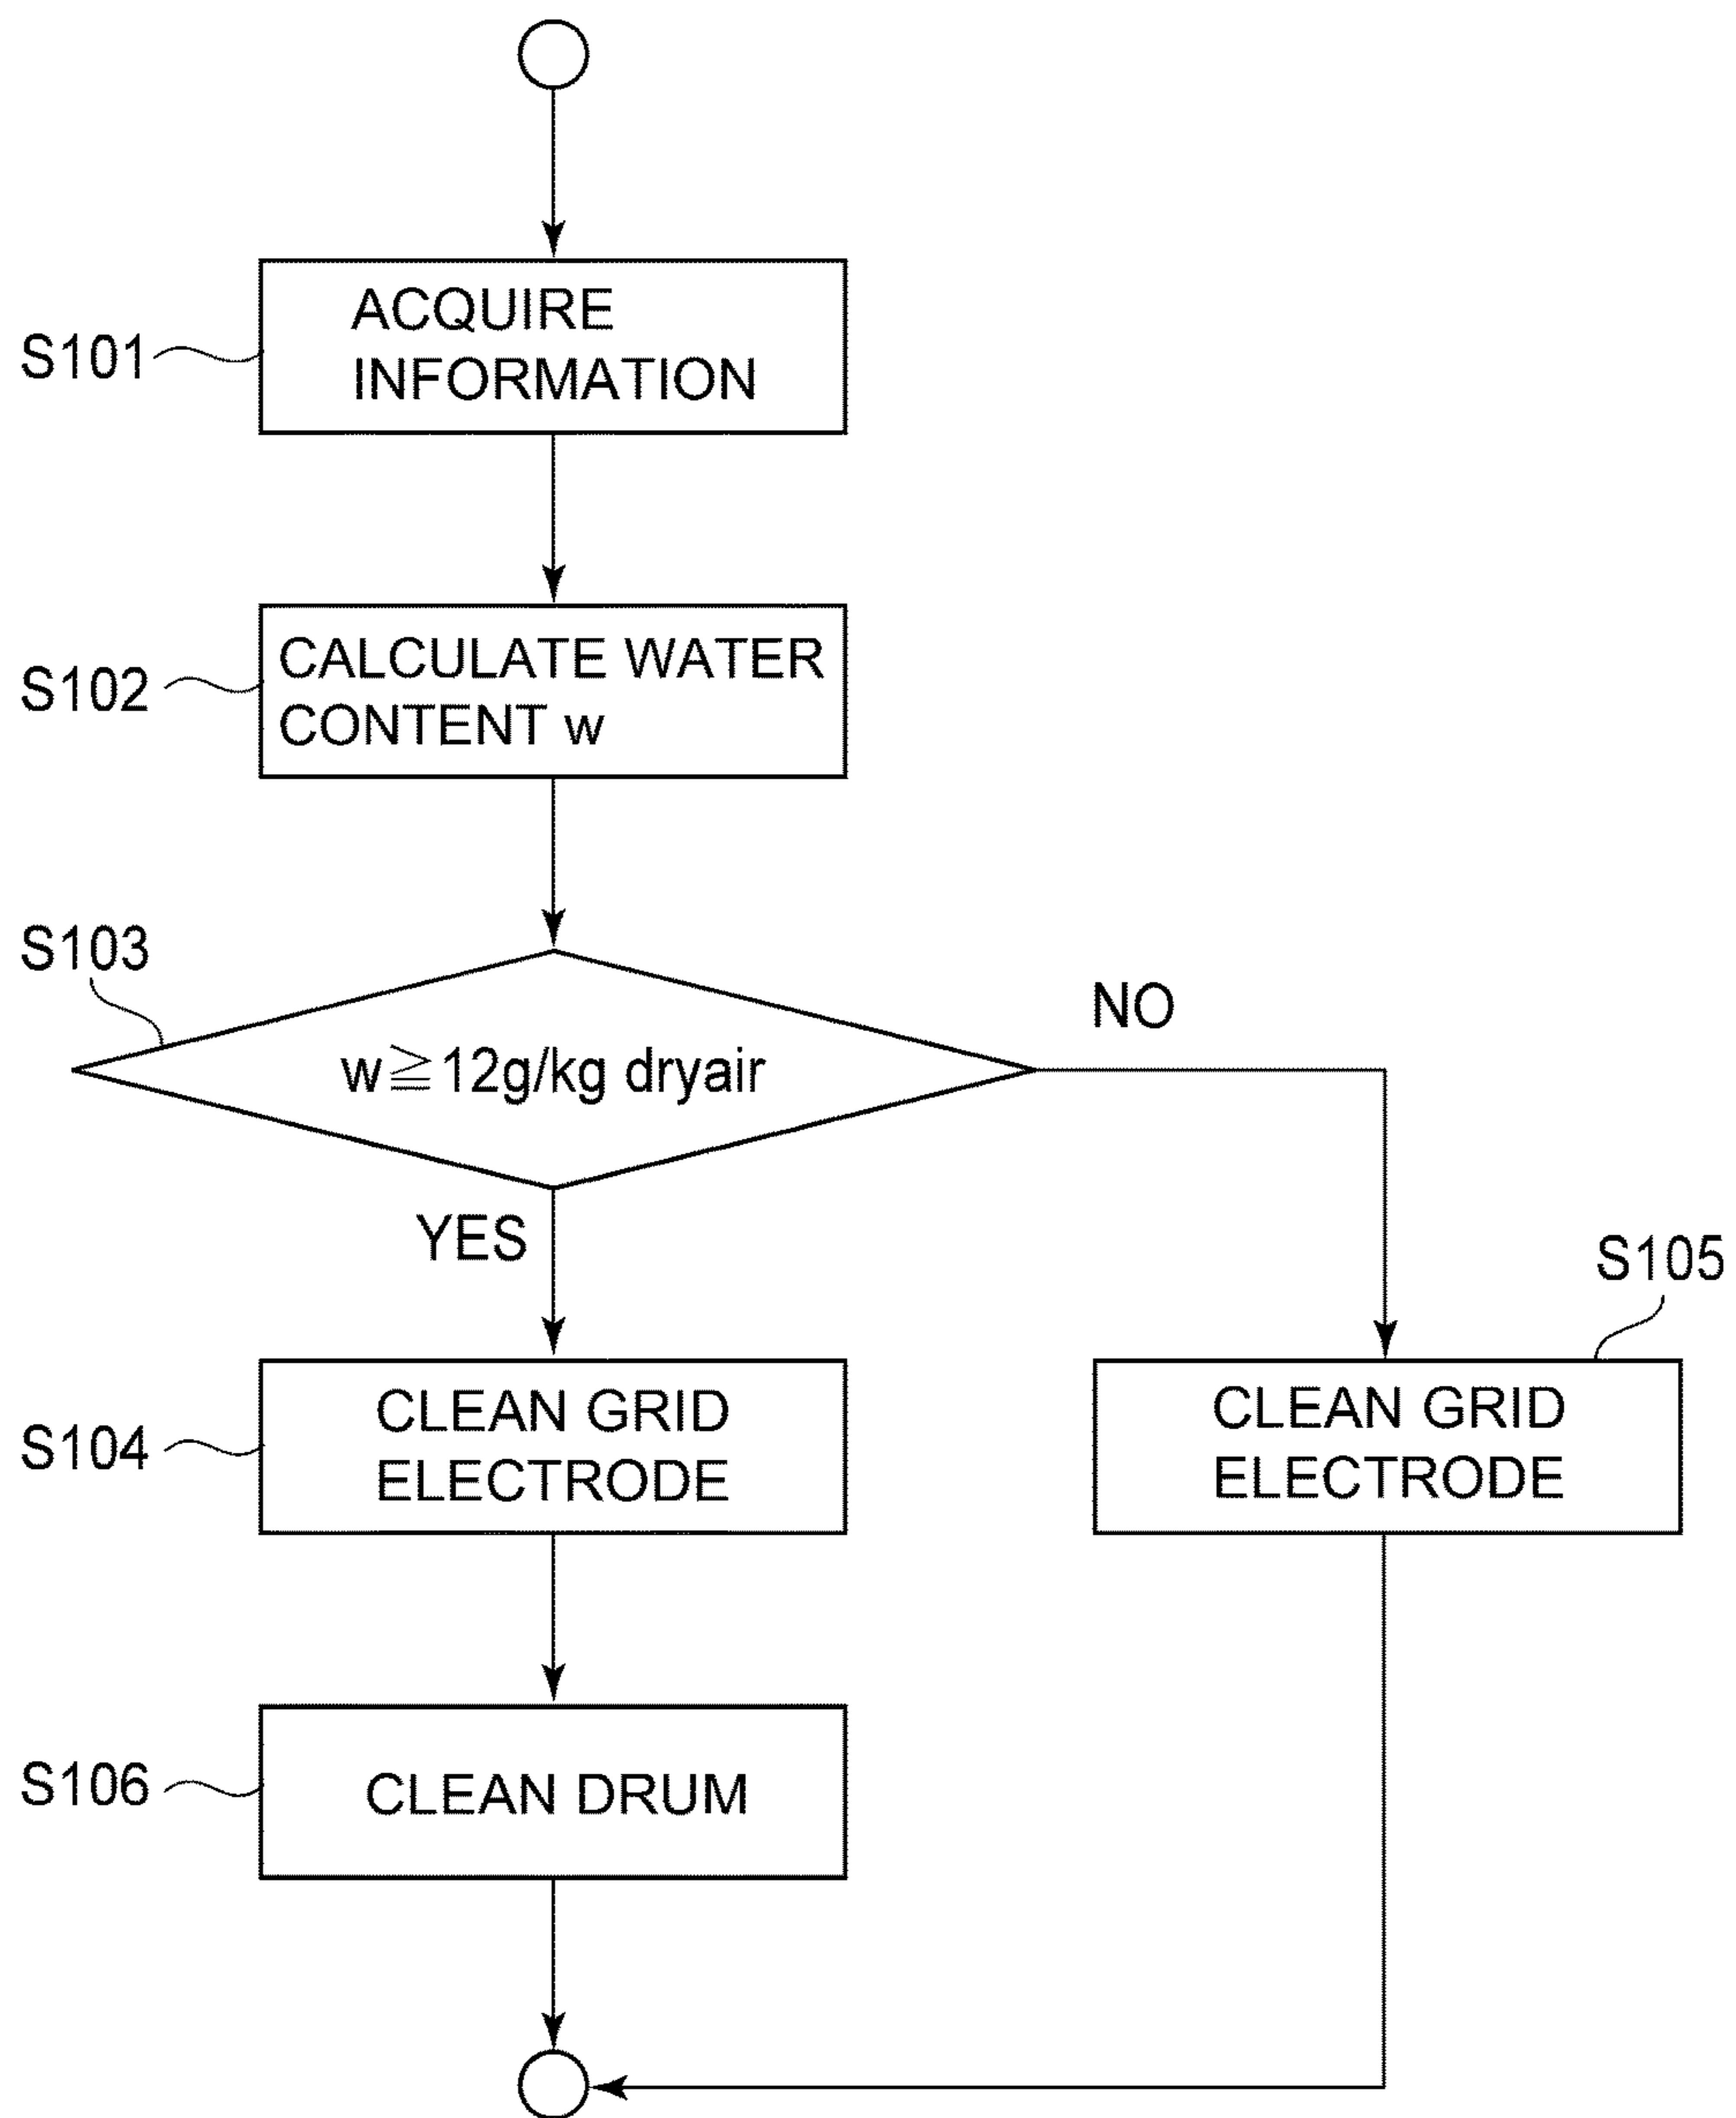 S101
ACQUIRE
INFORMATION
S102
CALCULATE WATER
CONTENT w
S103
w≧12g/kg dryair
NO
YES
S104
CLEAN GRID
ELECTRODE
S105
CLEAN GRID
ELECTRODE
S106
CLEAN DRUM